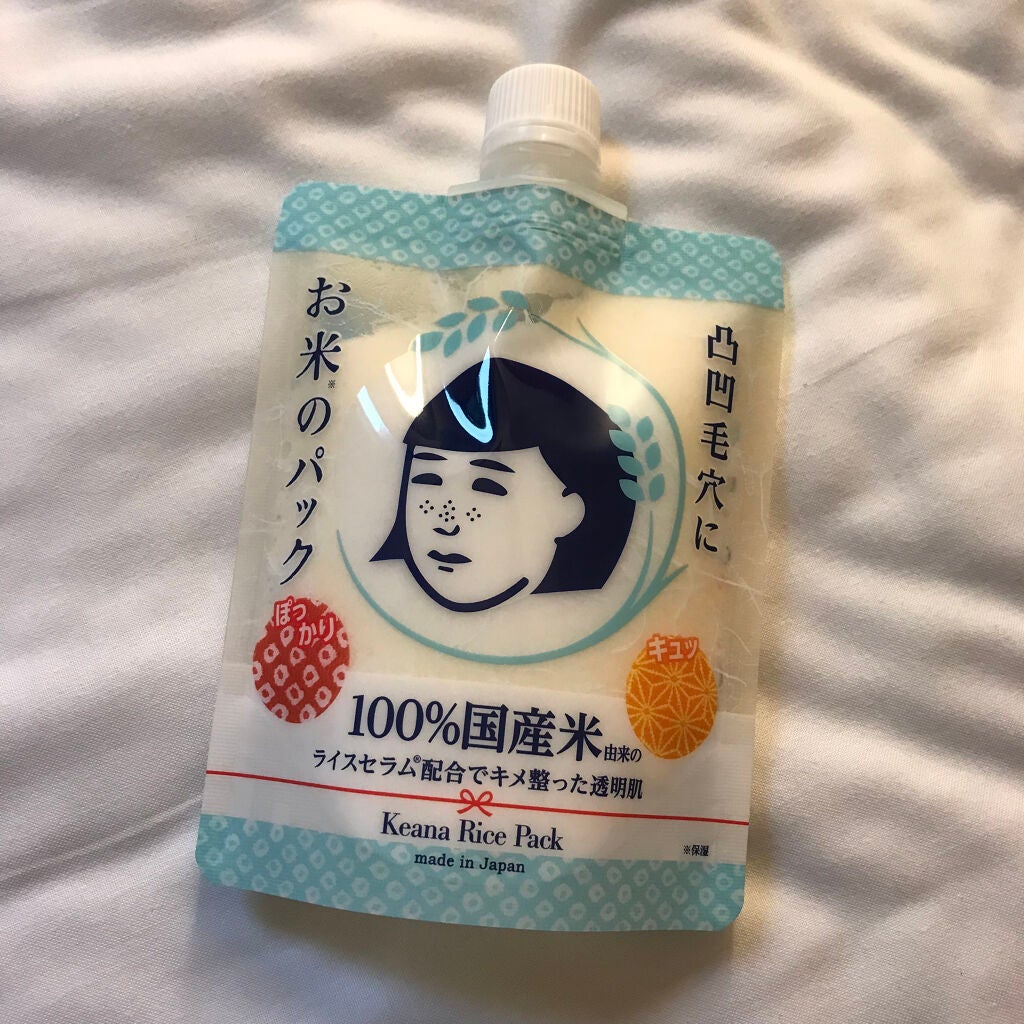 凸凹毛穴に
お米※のパック
ぽっ
かり
キュッ
100%国産米由来の
ライスセラム®配合でキメ整った透明肌
Keana Rice Pack
※保湿
made in Japan